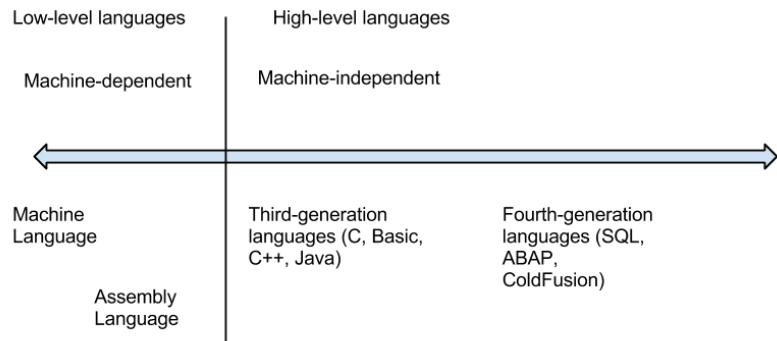 Low-level languages
High-level languages
Machine-dependent
Machine-independent
Machine
Language
Third-generation
languages (C, Basic,
C++, Java)
Fourth-generation
languages (SQL,
ABAP,
ColdFusion)
Assembly
Language